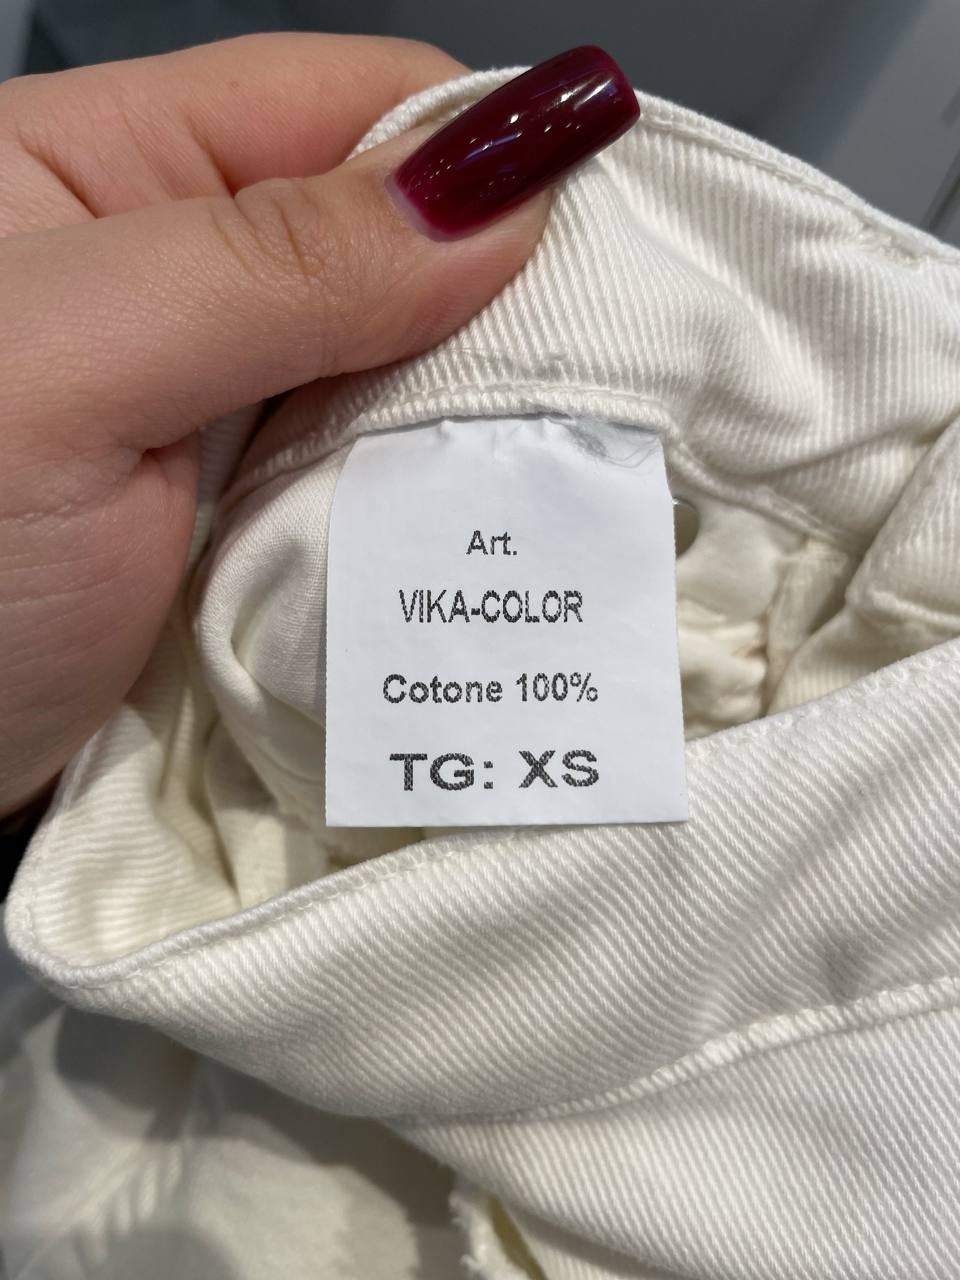 Art.
VIKA-COLOR
Cotone 100%
TG: XS